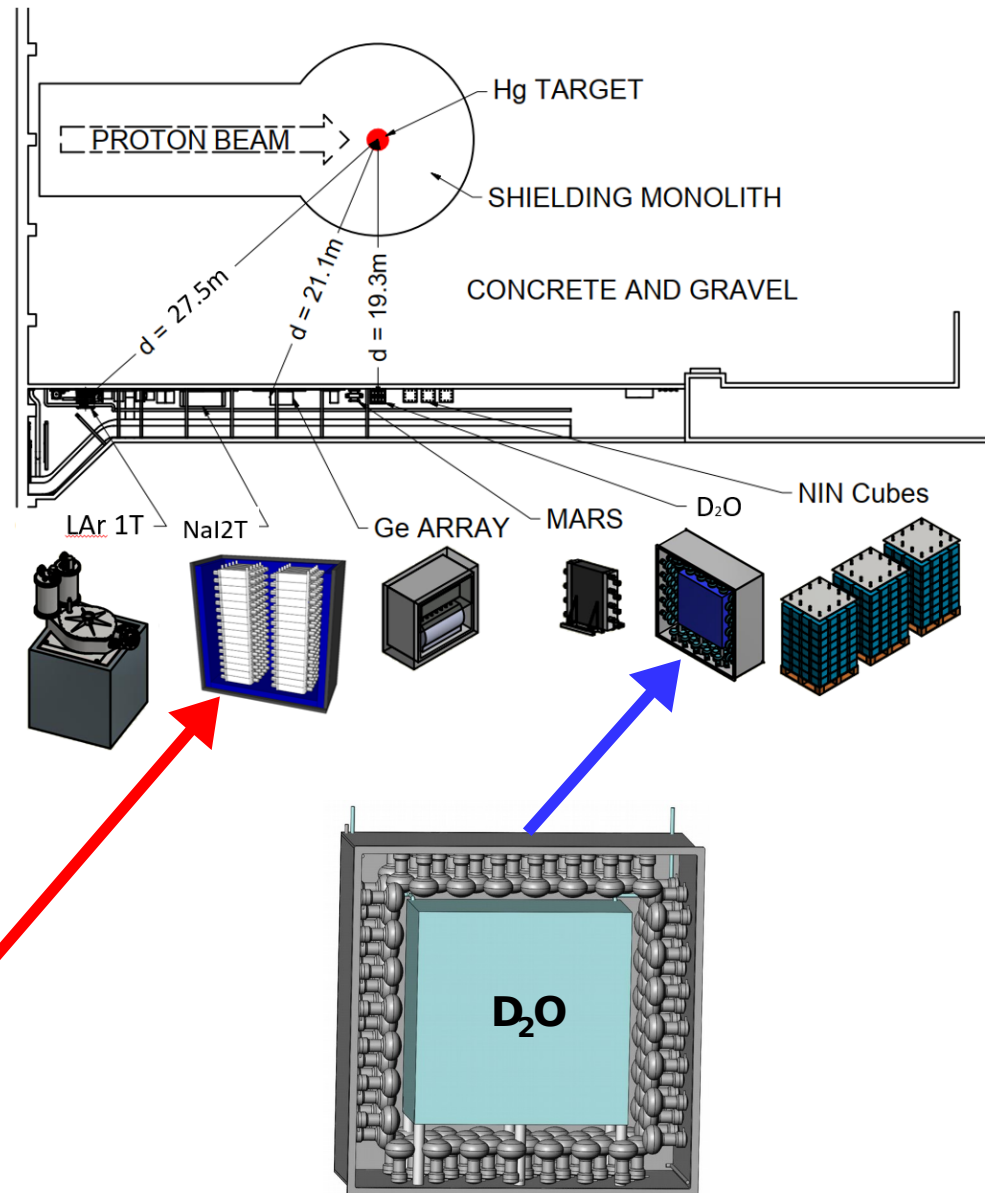 Hg TARGET
PROTON BEAM
SHIELDING MONOLITH
d = 27.5m
d = 21.1m
d = 19.3m
CONCRETE AND GRAVEL
LAr 1T
NaI2T
Ge ARRAY
MARS
D₂O
NIN Cubes
D₂O